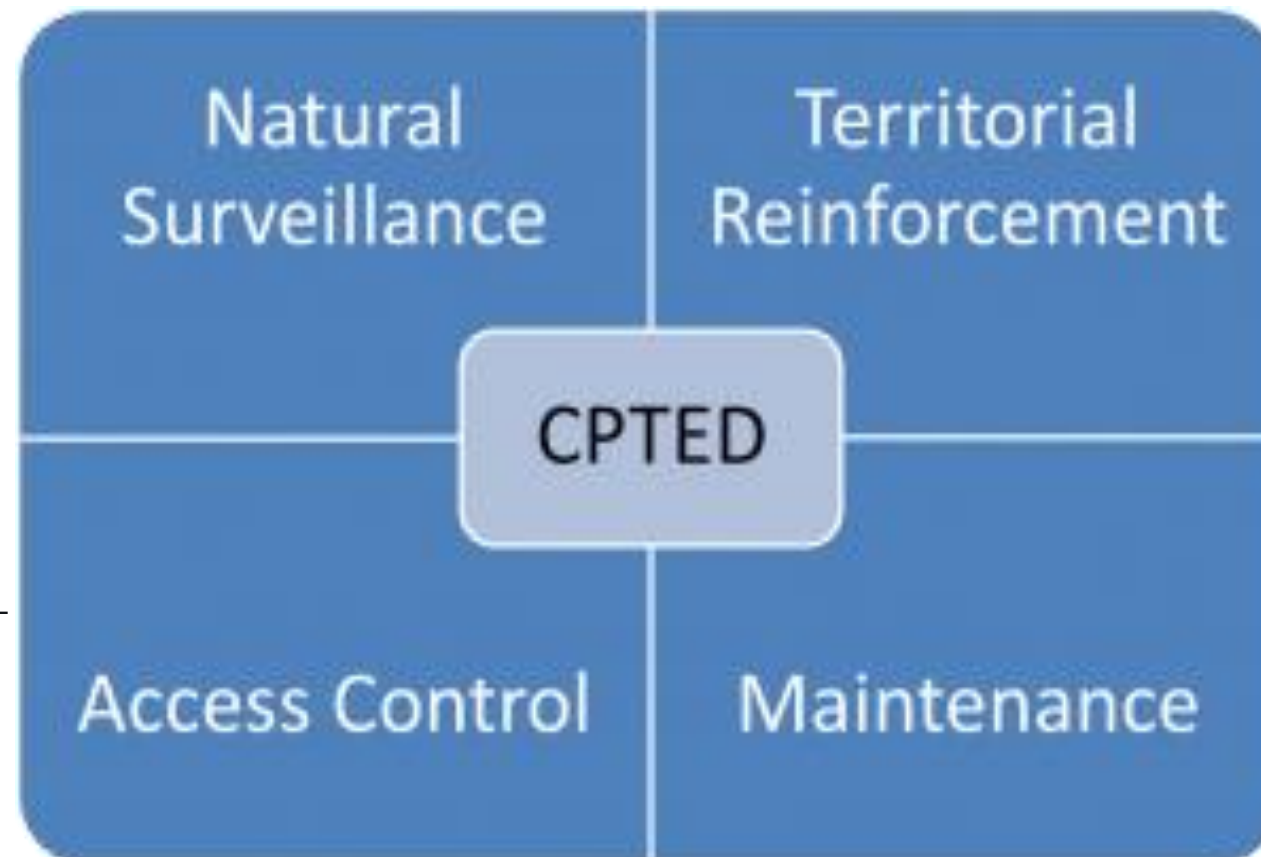 Natural
Surveillance
Territorial
Reinforcement
CPTED
Access Control
Maintenance